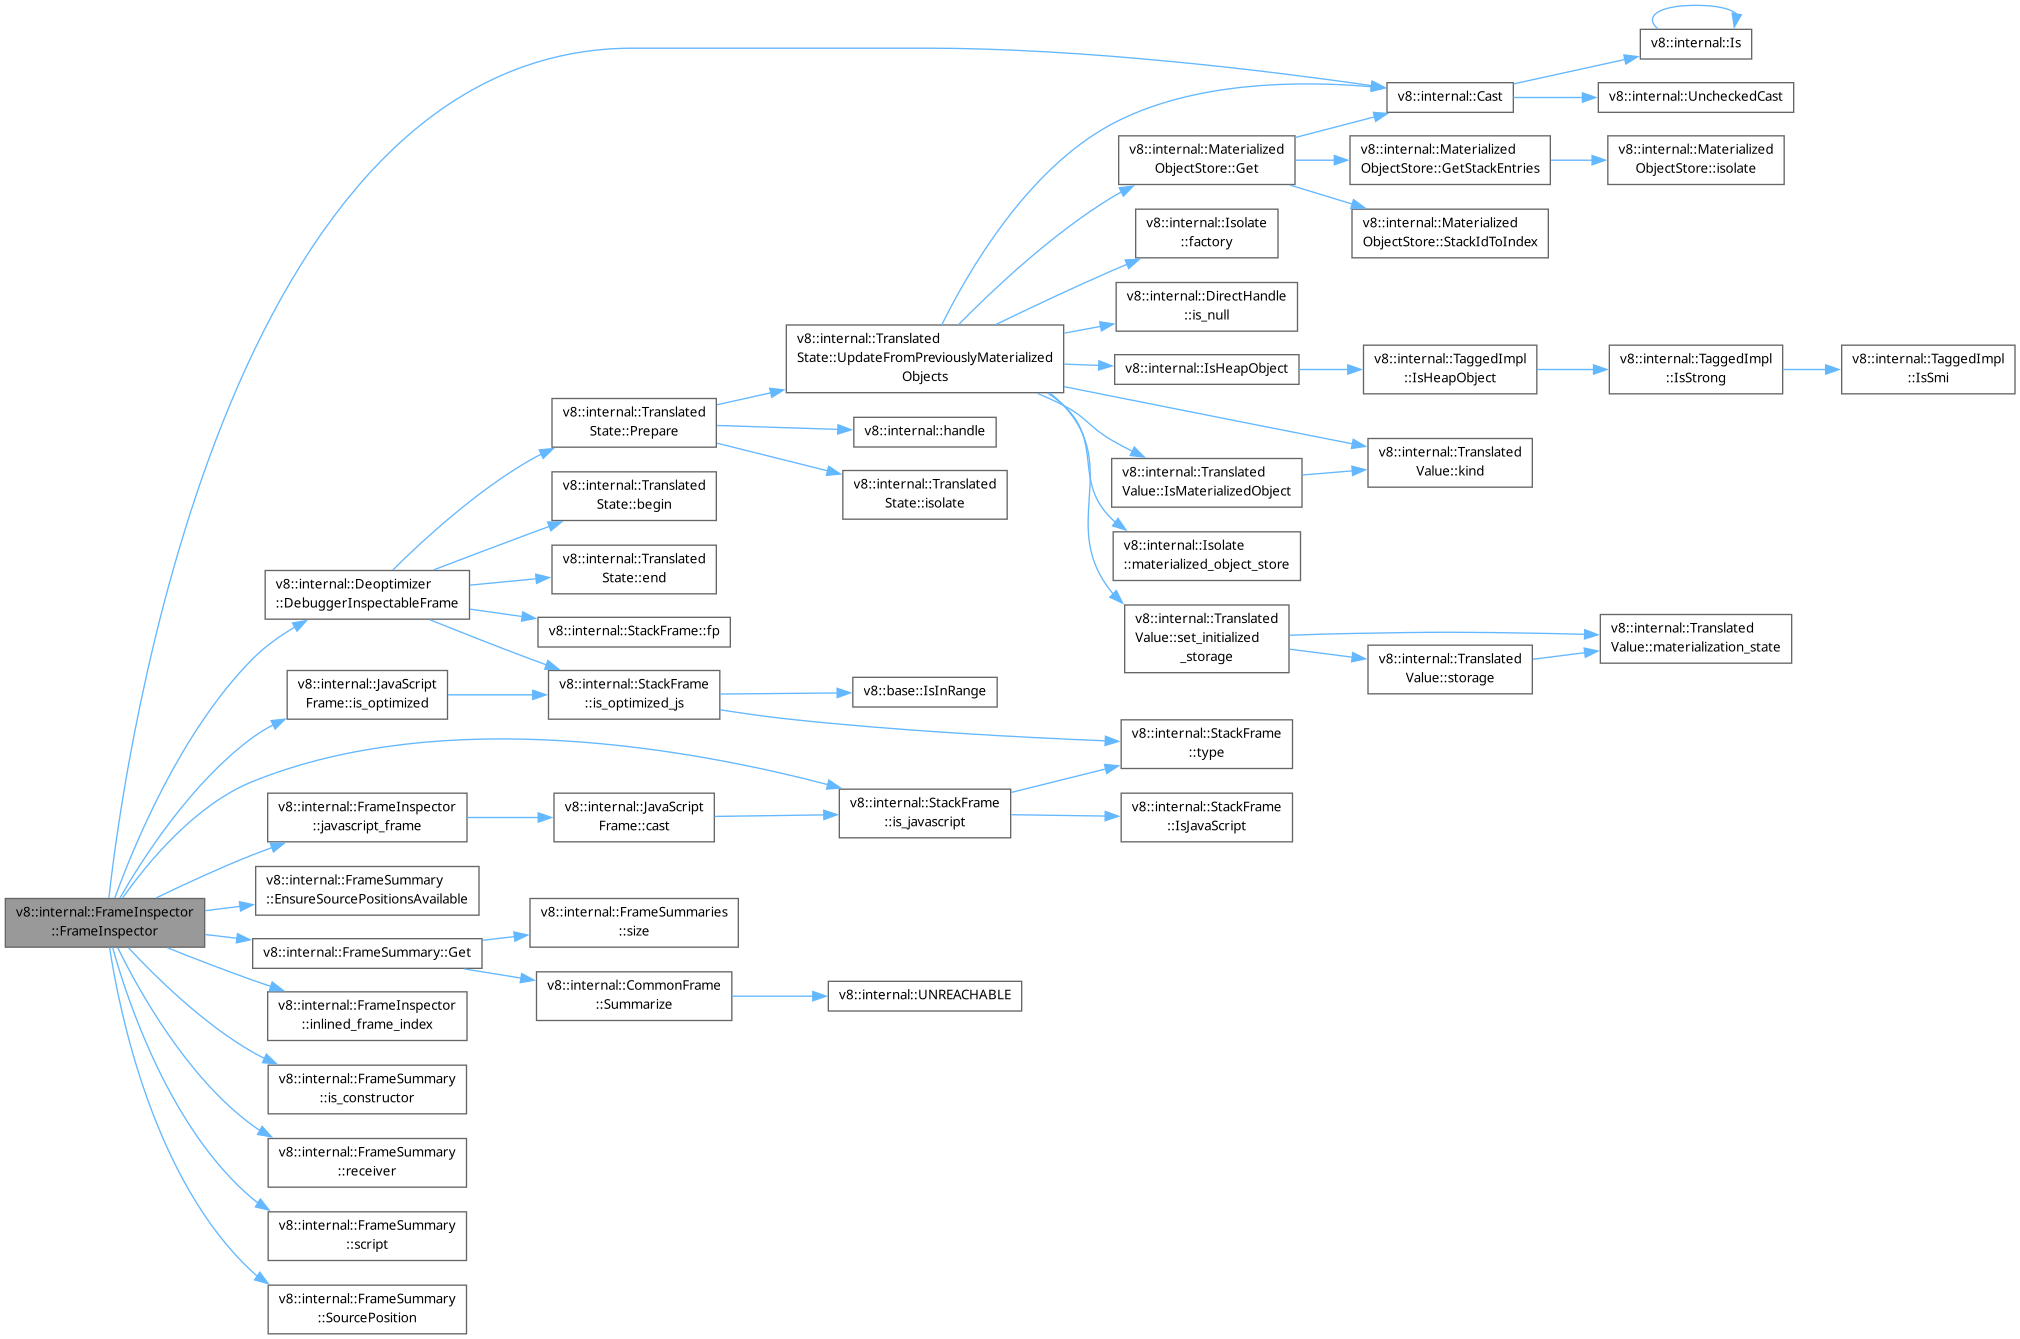 v8::internal::Is
v8::internal::Cast
v8::internal::UncheckedCast
v8::internal::Materialized
ObjectStore::Get
v8::internal::Materialized
ObjectStore::GetStackEntries
v8::internal::Materialized
ObjectStore::isolate
v8::internal::Materialized
ObjectStore::StackIdToIndex
v8::internal::Isolate
::factory
v8::internal::DirectHandle
::is_null
v8::internal::Translated
State::UpdateFromPreviouslyMaterialized
Objects
v8::internal::IsHeapObject
v8::internal::TaggedImpl
::IsHeapObject
v8::internal::TaggedImpl
::IsStrong
v8::internal::TaggedImpl
::IsSmi
v8::internal::Translated
State::Prepare
v8::internal::handle
v8::internal::Translated
Value::kind
v8::internal::Translated
Value::IsMaterializedObject
v8::internal::Translated
State::begin
v8::internal::Translated
State::isolate
v8::internal::Isolate
::materialized_object_store
v8::internal::Translated
State::end
v8::internal::Deoptimizer
::DebuggerInspectableFrame
v8::internal::StackFrame::fp
v8::internal::Translated
Value::set_initialized
_storage
v8::internal::Translated
Value::materialization_state
v8::internal::Translated
Value::storage
v8::internal::JavaScript
Frame::is_optimized
v8::internal::StackFrame
::is_optimized_js
v8::base::IsInRange
v8::internal::StackFrame
::type
v8::internal::FrameInspector
::javascript_frame
v8::internal::JavaScript
Frame::cast
v8::internal::StackFrame
::is_javascript
v8::internal::StackFrame
::IsJavaScript
v8::internal::FrameSummary
::EnsureSourcePositionsAvailable
v8::internal::FrameInspector
::FrameInspector
v8::internal::FrameSummaries
::size
v8::internal::FrameSummary::Get
v8::internal::CommonFrame
::Summarize
v8::internal::UNREACHABLE
v8::internal::FrameInspector
::inlined_frame_index
v8::internal::FrameSummary
::is_constructor
v8::internal::FrameSummary
::receiver
v8::internal::FrameSummary
::script
v8::internal::FrameSummary
::SourcePosition